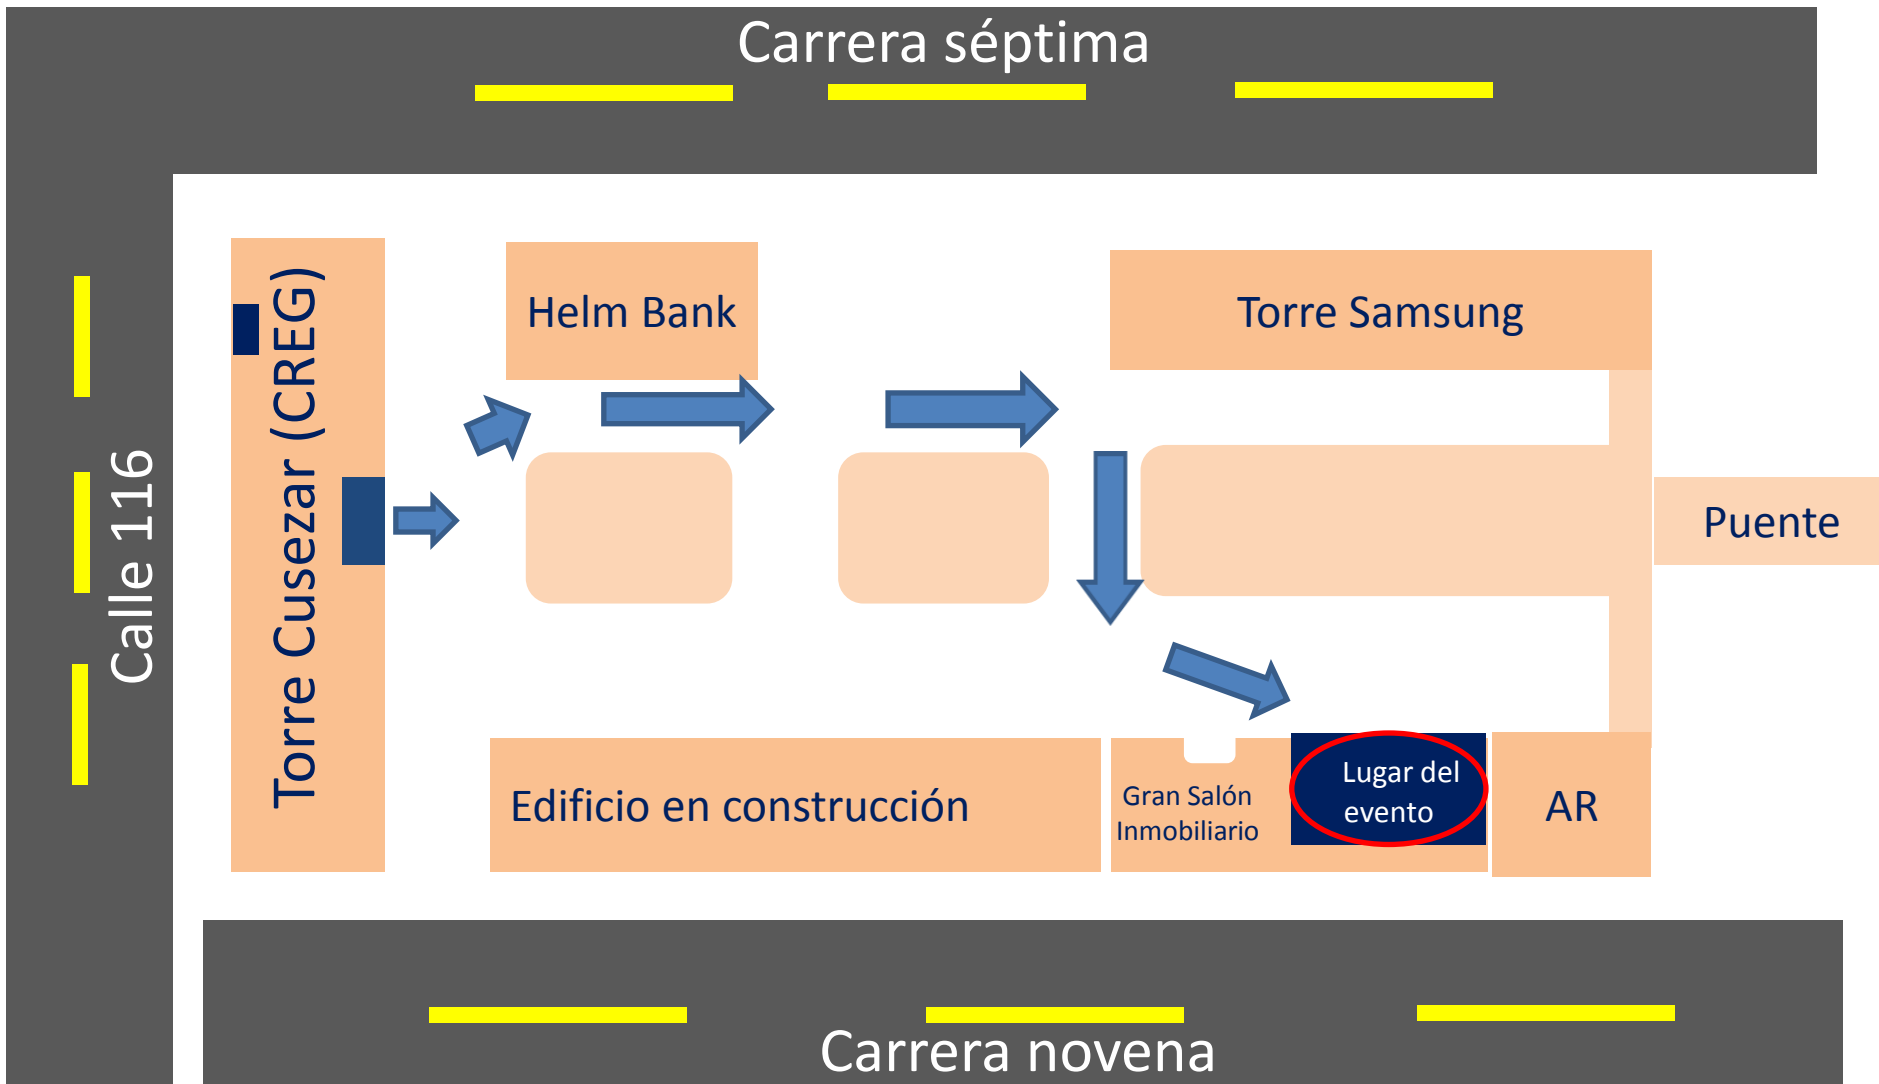 Carrera séptima
Calle 116
Torre Cusezar (CREG)
Helm Bank
Torre Samsung
Puente
Edificio en construcción
Gran Salón
Inmobiliario
Lugar del
evento
AR
Carrera novena